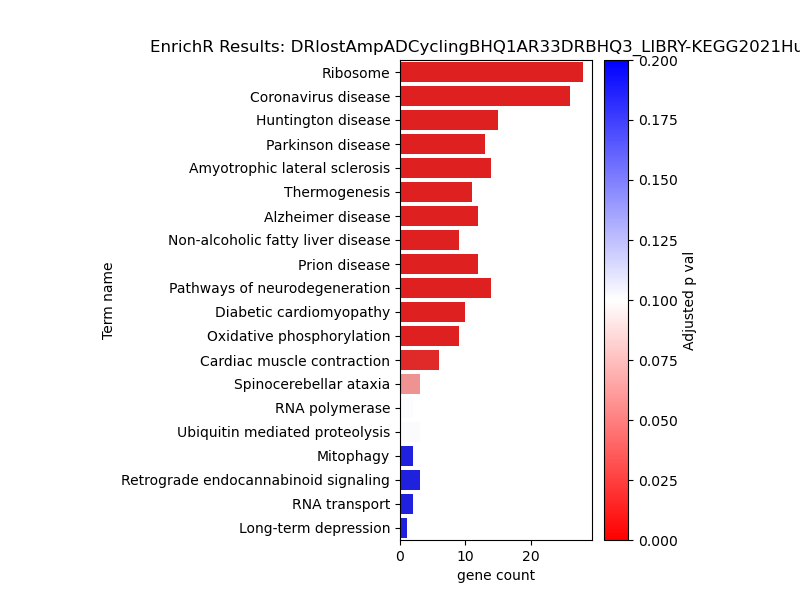 EnrichR Results: DRlostAmpADCyclingBHQ1AR33DRBHQ3_LIBRY-KEGG2021Hu
Ribosome
Coronavirus disease
Huntington disease
Parkinson disease
Amyotrophic lateral sclerosis
Thermogenesis
Alzheimer disease
Non-alcoholic fatty liver disease
Prion disease
Pathways of neurodegeneration
Diabetic cardiomyopathy
Oxidative phosphorylation
Cardiac muscle contraction
Spinocerebellar ataxia
RNA polymerase
Ubiquitin mediated proteolysis
Mitophagy
Retrograde endocannabinoid signaling
RNA transport
Long-term depression
Term name
0 10 20
gene count
0.200
0.175
0.150
0.125
0.100
0.075
0.050
0.025
0.000
Adjusted p val